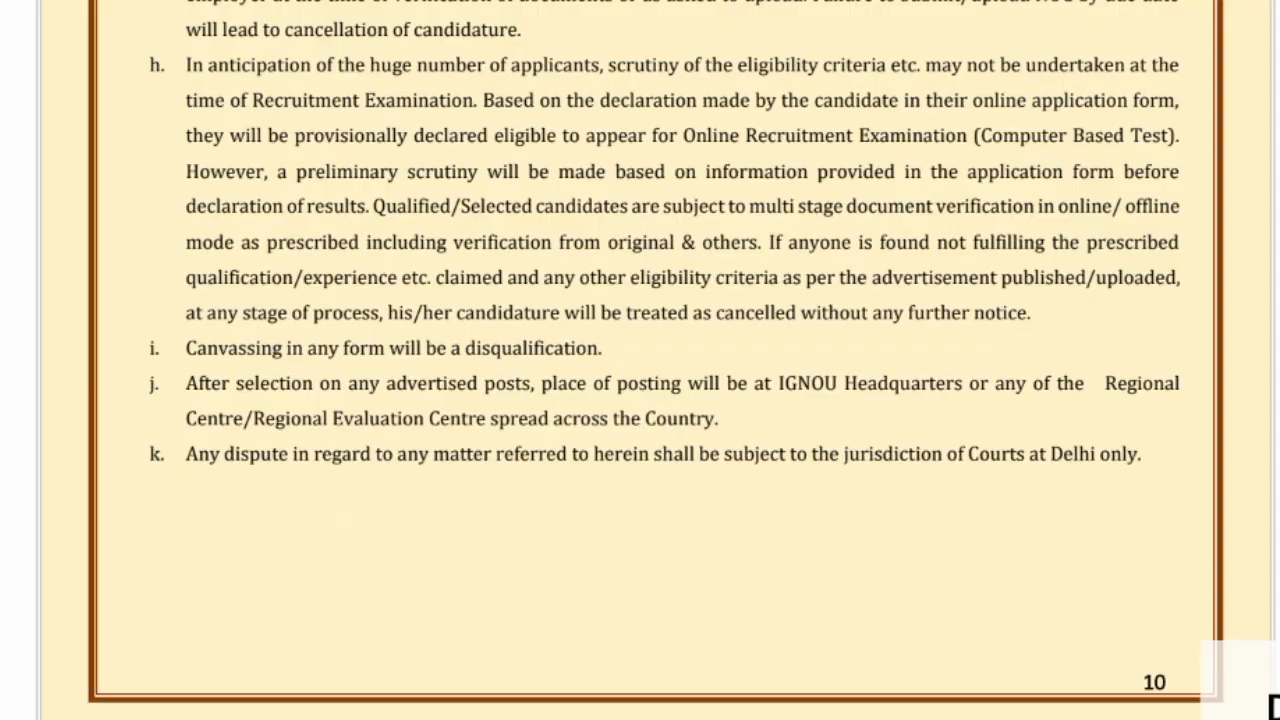 will lead to cancellation of candidature.
h. In anticipation of the huge number of applicants, scrutiny of the eligibility criteria etc. may not be undertaken at the
time of Recruitment Examination. Based on the declaration made by the candidate in their online application form,
they will be provisionally declared eligible to appear for Online Recruitment Examination (Computer Based Test).
However, a preliminary scrutiny will be made based on information provided in the application form before
declaration of results. Qualified/Selected candidates are subject to multi stage document verification in online/ offline
mode as prescribed including verification from original & others. If anyone is found not fulfilling the prescribed
qualification/experience etc. claimed and any other eligibility criteria as per the advertisement published/uploaded,
at any stage of process, his/her candidature will be treated as cancelled without any further notice.
i. Canvassing in any form will be a disqualification.
j. After selection on any advertised posts, place of posting will be at IGNOU Headquarters or any of the Regional
Centre/Regional Evaluation Centre spread across the Country.
k. Any dispute in regard to any matter referred to herein shall be subject to the jurisdiction of Courts at Delhi only.
10